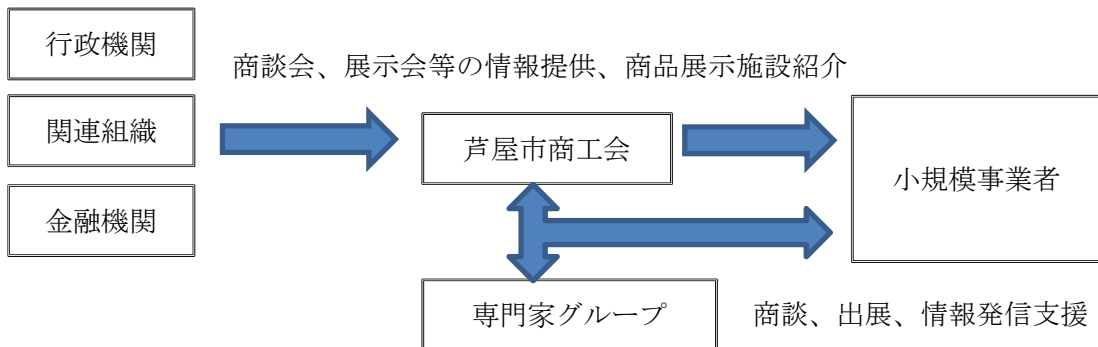 行政機関
商談会、展示会等の情報提供、商品展示施設紹介
関連組織
芦屋市商工会
小規模事業者
金融機関
専門家グループ
商談、出展、情報発信支援